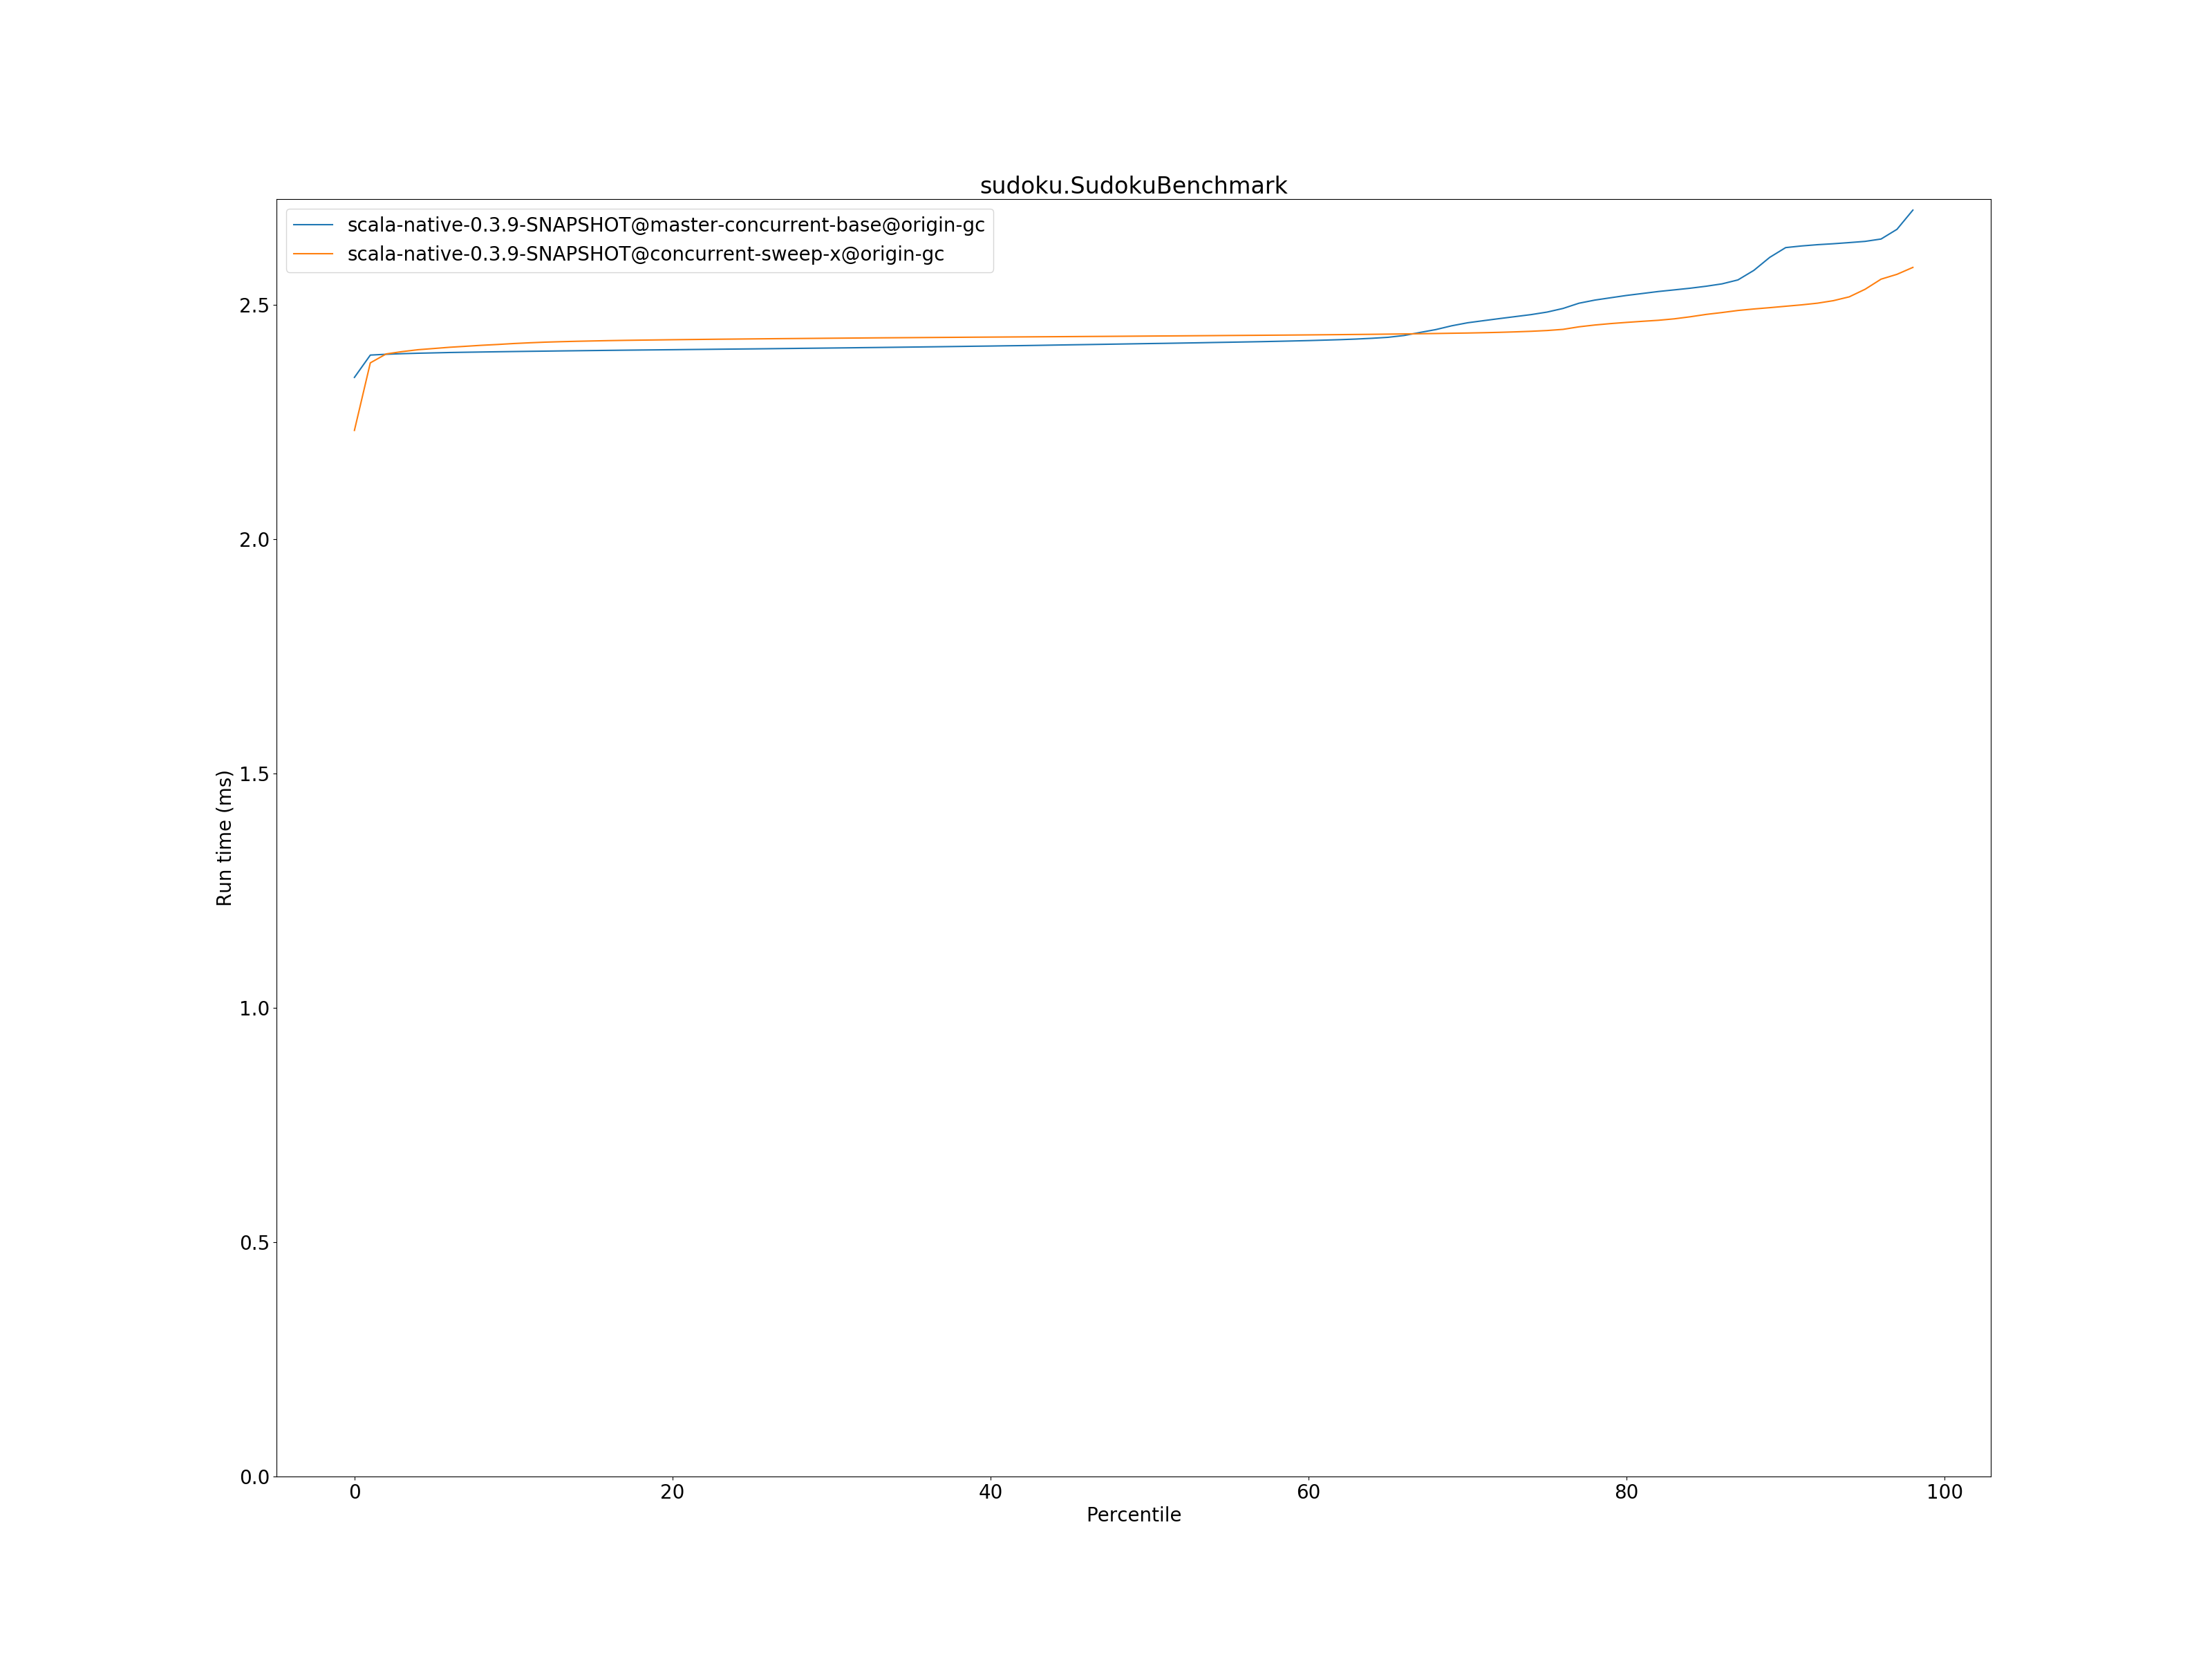 sudoku.SudokuBenchmark
scala-native-0.3.9-SNAPSHOT@master-concurrent-base@origin-gc
scala-native-0.3.9-SNAPSHOT@concurrent-sweep-x@origin-gc
2.5
2.0
1.5
1.0
0.5
0.0
Run time (ms)
0 20 40 60 80 100
Percentile